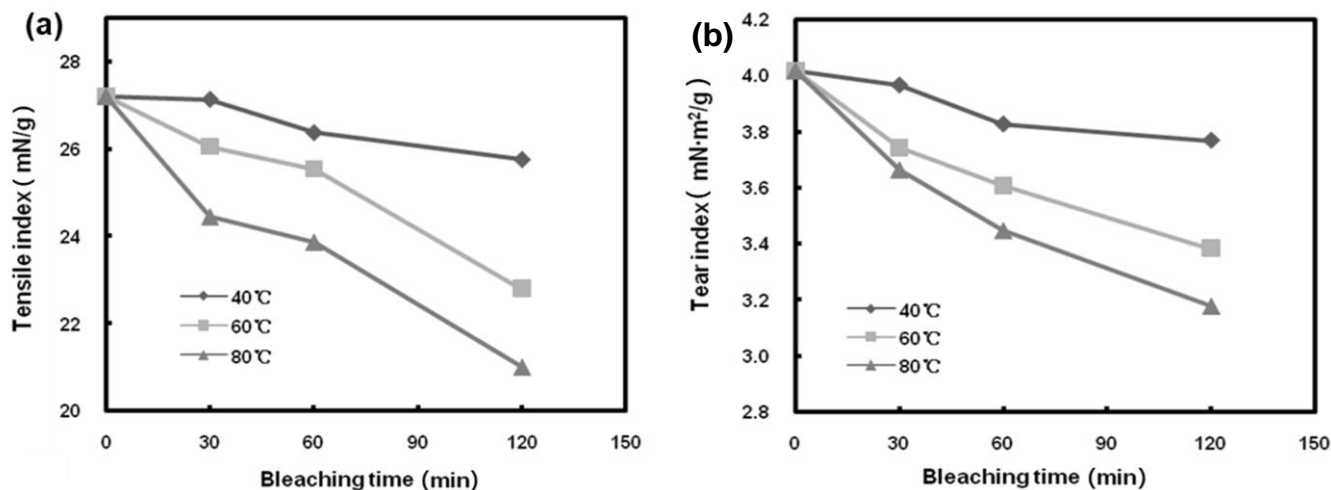 (a)
Tensile index ( mN/g)
28
26
24
22
20
40℃
60℃
80℃
0 30 60 90 120 150
Bleaching time (min)
(b)
Tear index ( mN·m²/g)
4.2
4.0
3.8
3.6
3.4
3.2
3.0
2.8
40℃
60℃
80℃
0 30 60 90 120 150
Bleaching time (min)